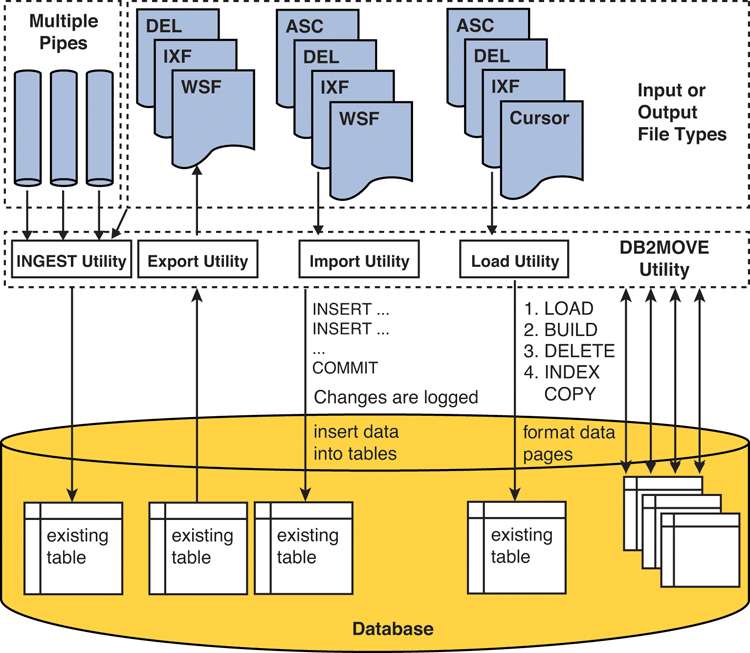 Multiple
Pipes
DEL
IXF
WSF
ASC
DEL
IXF
WSF
ASC
DEL
IXF
Cursor
Input or
Output
File Types
INGEST Utility
Export Utility
Import Utility
Load Utility
DB2MOVE
Utility
INSERT ...
INSERT ...
...
COMMIT
Changes are logged
insert data
into tables
1. LOAD
2. BUILD
3. DELETE
4. INDEX
COPY
format data
pages
existing
table
existing
table
existing
table
existing
table
Database